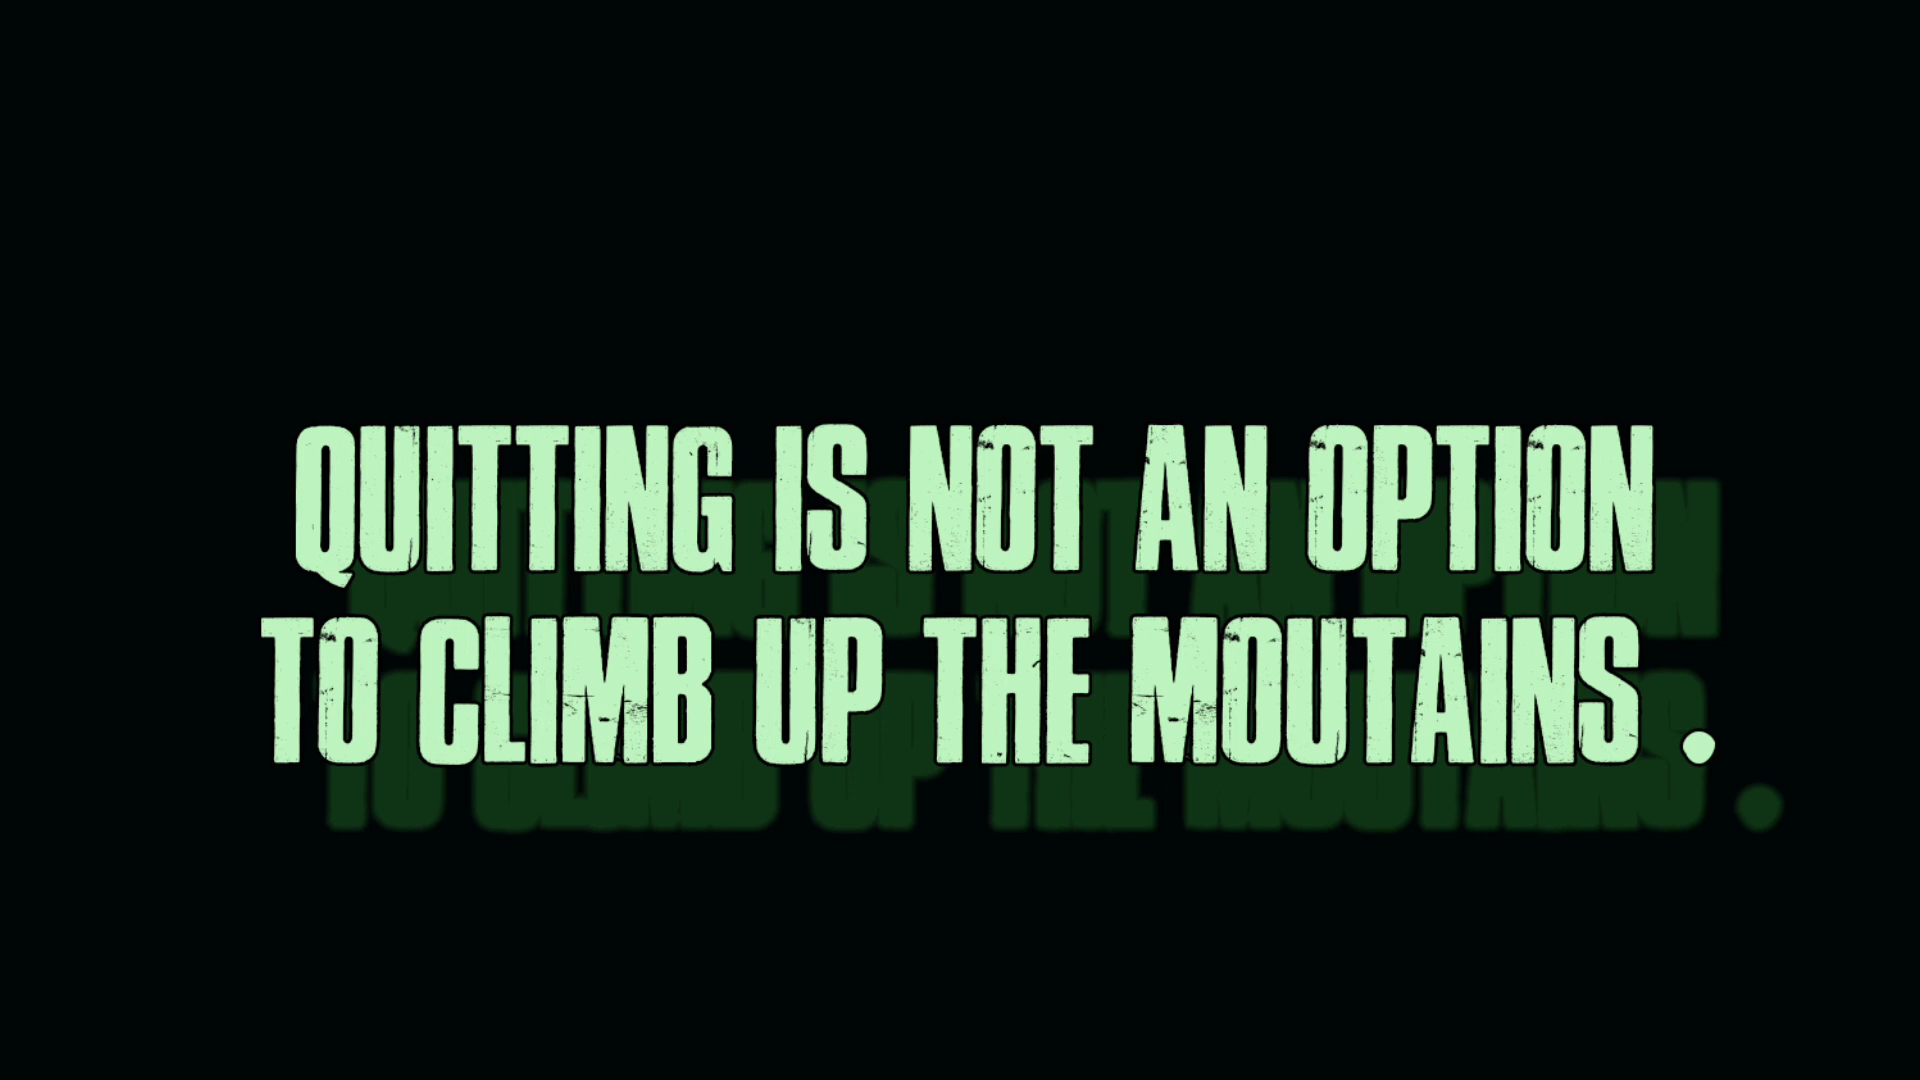 QUITTING IS NOT AN OPTION
TO CLIMB UP THE MOUTAINS .